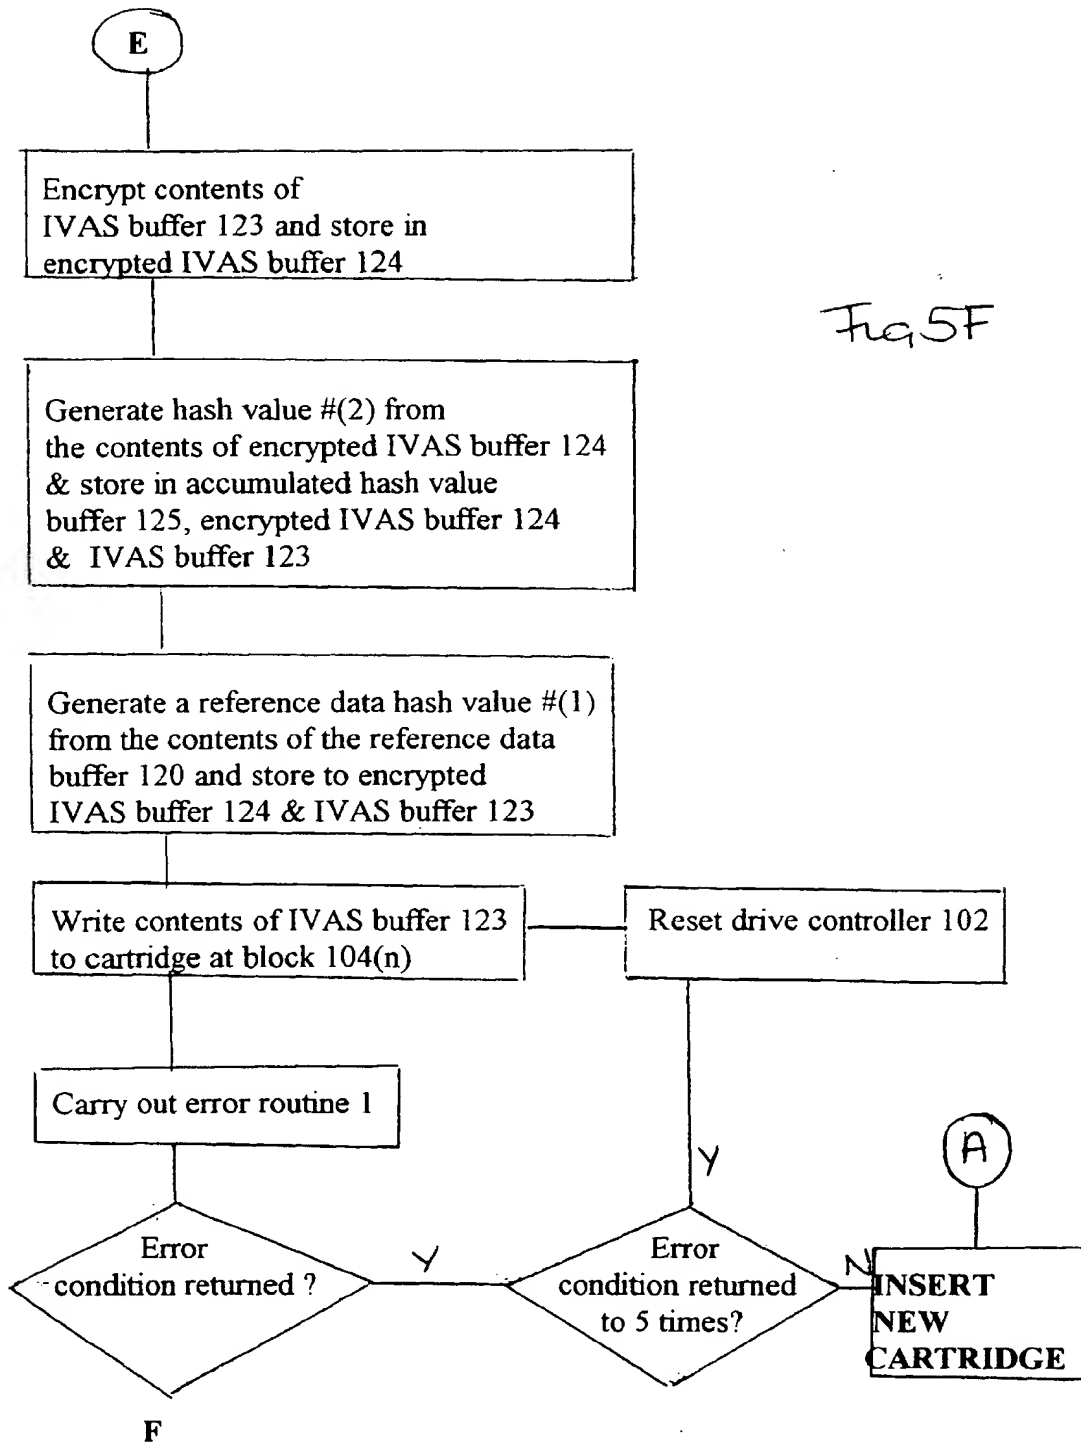 E
Encrypt contents of
IVAS buffer 123 and store in
encrypted IVAS buffer 124
Fig 5F
Generate hash value #(2) from
the contents of encrypted IVAS buffer 124
& store in accumulated hash value
buffer 125, encrypted IVAS buffer 124
& IVAS buffer 123
Generate a reference data hash value #(1)
from the contents of the reference data
buffer 120 and store to encrypted
IVAS buffer 124 & IVAS buffer 123
Write contents of IVAS buffer 123
to cartridge at block 104(n)
Reset drive controller 102
Carry out error routine 1
Y
A
Error
condition returned ?
Y
Error
condition returned
to 5 times?
N
INSERT
NEW
CARTRIDGE
F